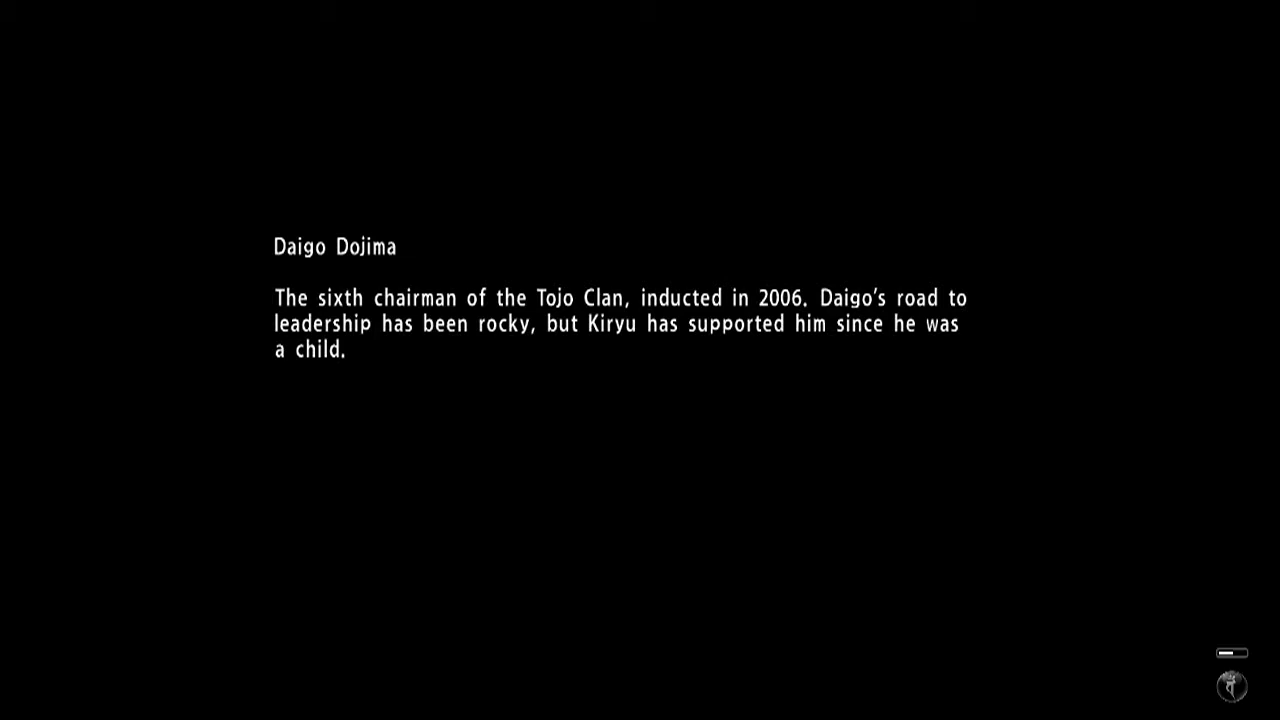 Daigo Dojima
The sixth chairman of the Tojo Clan, inducted in 2006. Daigo's road to
leadership has been rocky, but Kiryu has supported him since he was
a child.